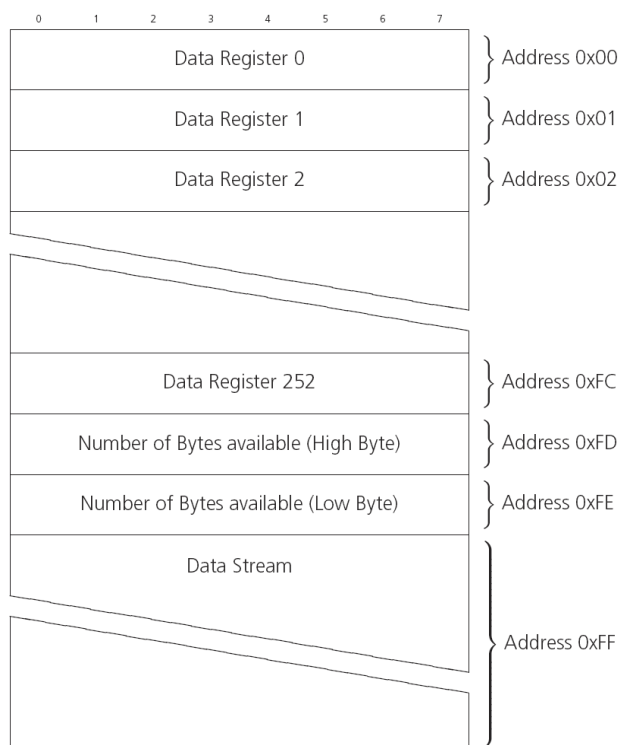 0 1 2 3 4 5 6 7
Data Register 0 Address 0x00
Data Register 1 Address 0x01
Data Register 2 Address 0x02
Data Register 252 Address 0xFC
Number of Bytes available (High Byte) Address 0xFD
Number of Bytes available (Low Byte) Address 0xFE
Data Stream
Address 0xFF